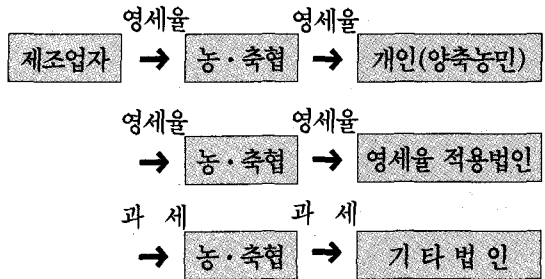 영세율 영세율
제조업자 → 농·축협 → 개인(양축농민)
영세율 영세율
→ 농·축협 → 영세율 적용법인
과 세 과 세
→ 농·축협 → 기 타 법 인